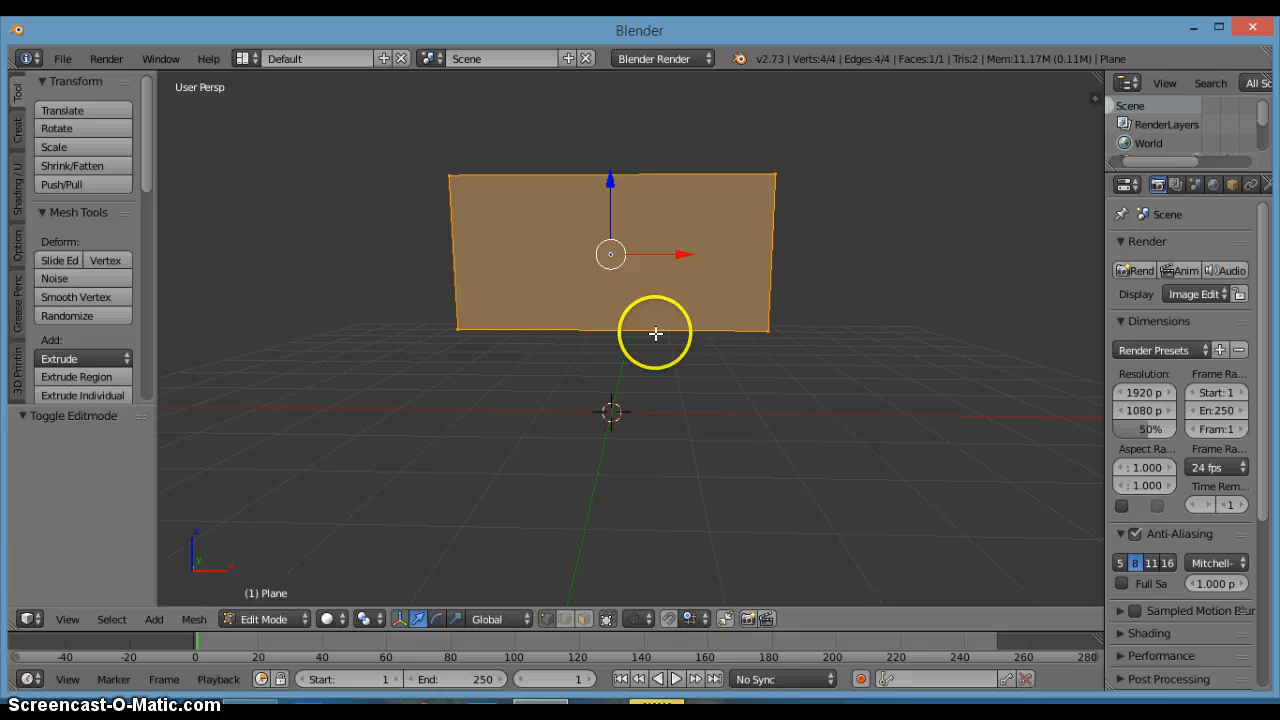 Blender
File Render Window Help Default Scene Blender Render v2.73 | Verts:4/4 | Edges:4/4 | Faces:1/1 | Tris:2 | Mem:11.17M (0.11M) | Plane
Transform
Translate
Rotate
Scale
Shrink/Fatten
Push/Pull
Mesh Tools
Deform:
Slide Ed Vertex
Noise
Smooth Vertex
Randomize
Add:
Extrude
Extrude Region
Extrude Individual
Toggle Editmode
Tool
Creat
Shading / U
Option
Grease Penc
3D Printin
User Persp
z
y
x
(1) Plane
View Search All Sc
Scene
RenderLayers
World
Scene
Render
Rend Anim Audio
Display Image Edit
Dimensions
Render Presets
Resolution: Frame Ra...
1920 p Start: 1
1080 p En:250
50% Fram:1
Aspect Ra... Frame Ra...
: 1.000 24 fps
: 1.000 Time Rem...
1
Anti-Aliasing
5 8 11 16 Mitchell-
Full Sa 1.000 p
Sampled Motion Blur
Shading
Performance
Post Processing
View Select Add Mesh Edit Mode Global
-40 -20 0 20 40 60 80 100 120 140 160 180 200 220 240 260 280
View Marker Frame Playback Start: 1 End: 250 1 No Sync
Screencast-O-Matic.com